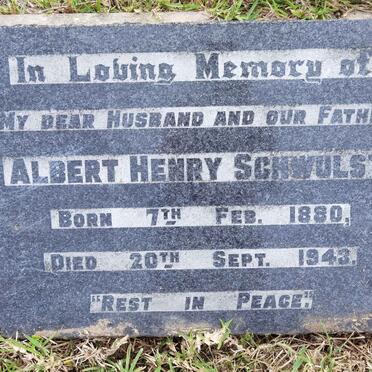 In Loving Memory of
My dear Husband and our Fath
Albert Henry Schwulst
Born 7th Feb. 1880,
Died 20th Sept. 1943.
"Rest in Peace"